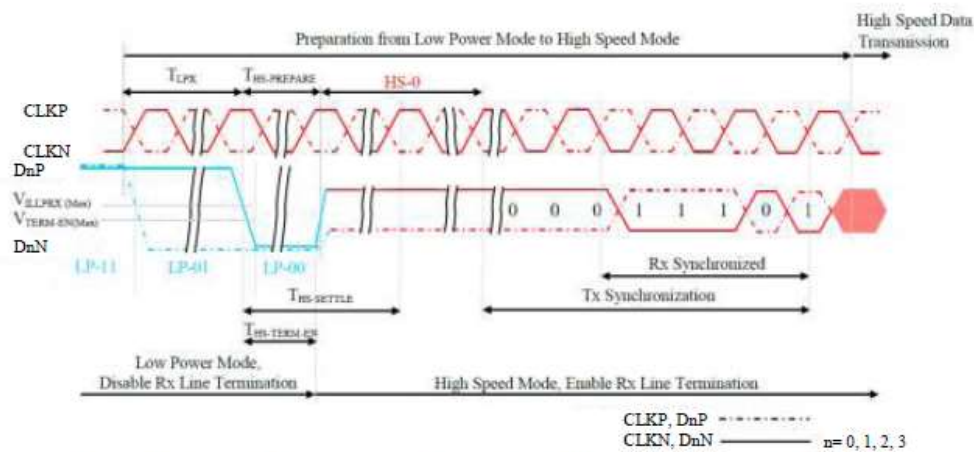 High Speed Data
Preparation from Low Power Mode to High Speed Mode
Transmission
TLPX
THS-PREPARE
HS-0
CLKP
CLKN
DnP
VILLPRX (Max)
VTERM-EN(Max)
0 0 0 1 1 1 0 1
DnN
LP-11
LP-01
LP-00
Rx Synchronized
THS-SETTLE
Tx Synchronization
THS-TERM-EN
Low Power Mode,
Disable Rx Line Termination
High Speed Mode, Enable Rx Line Termination
CLKP, DnP
CLKN, DnN
n= 0, 1, 2, 3